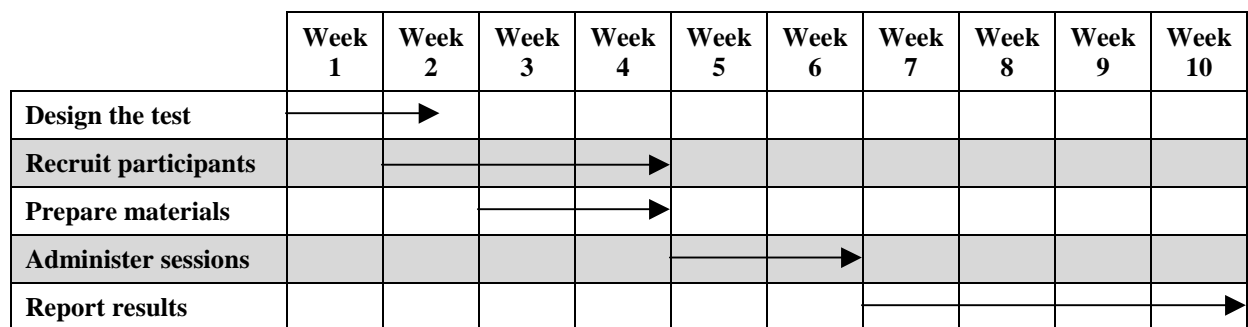 Week 1 Week 2 Week 3 Week 4 Week 5 Week 6 Week 7 Week 8 Week 9 Week 10
Design the test
Recruit participants
Prepare materials
Administer sessions
Report results